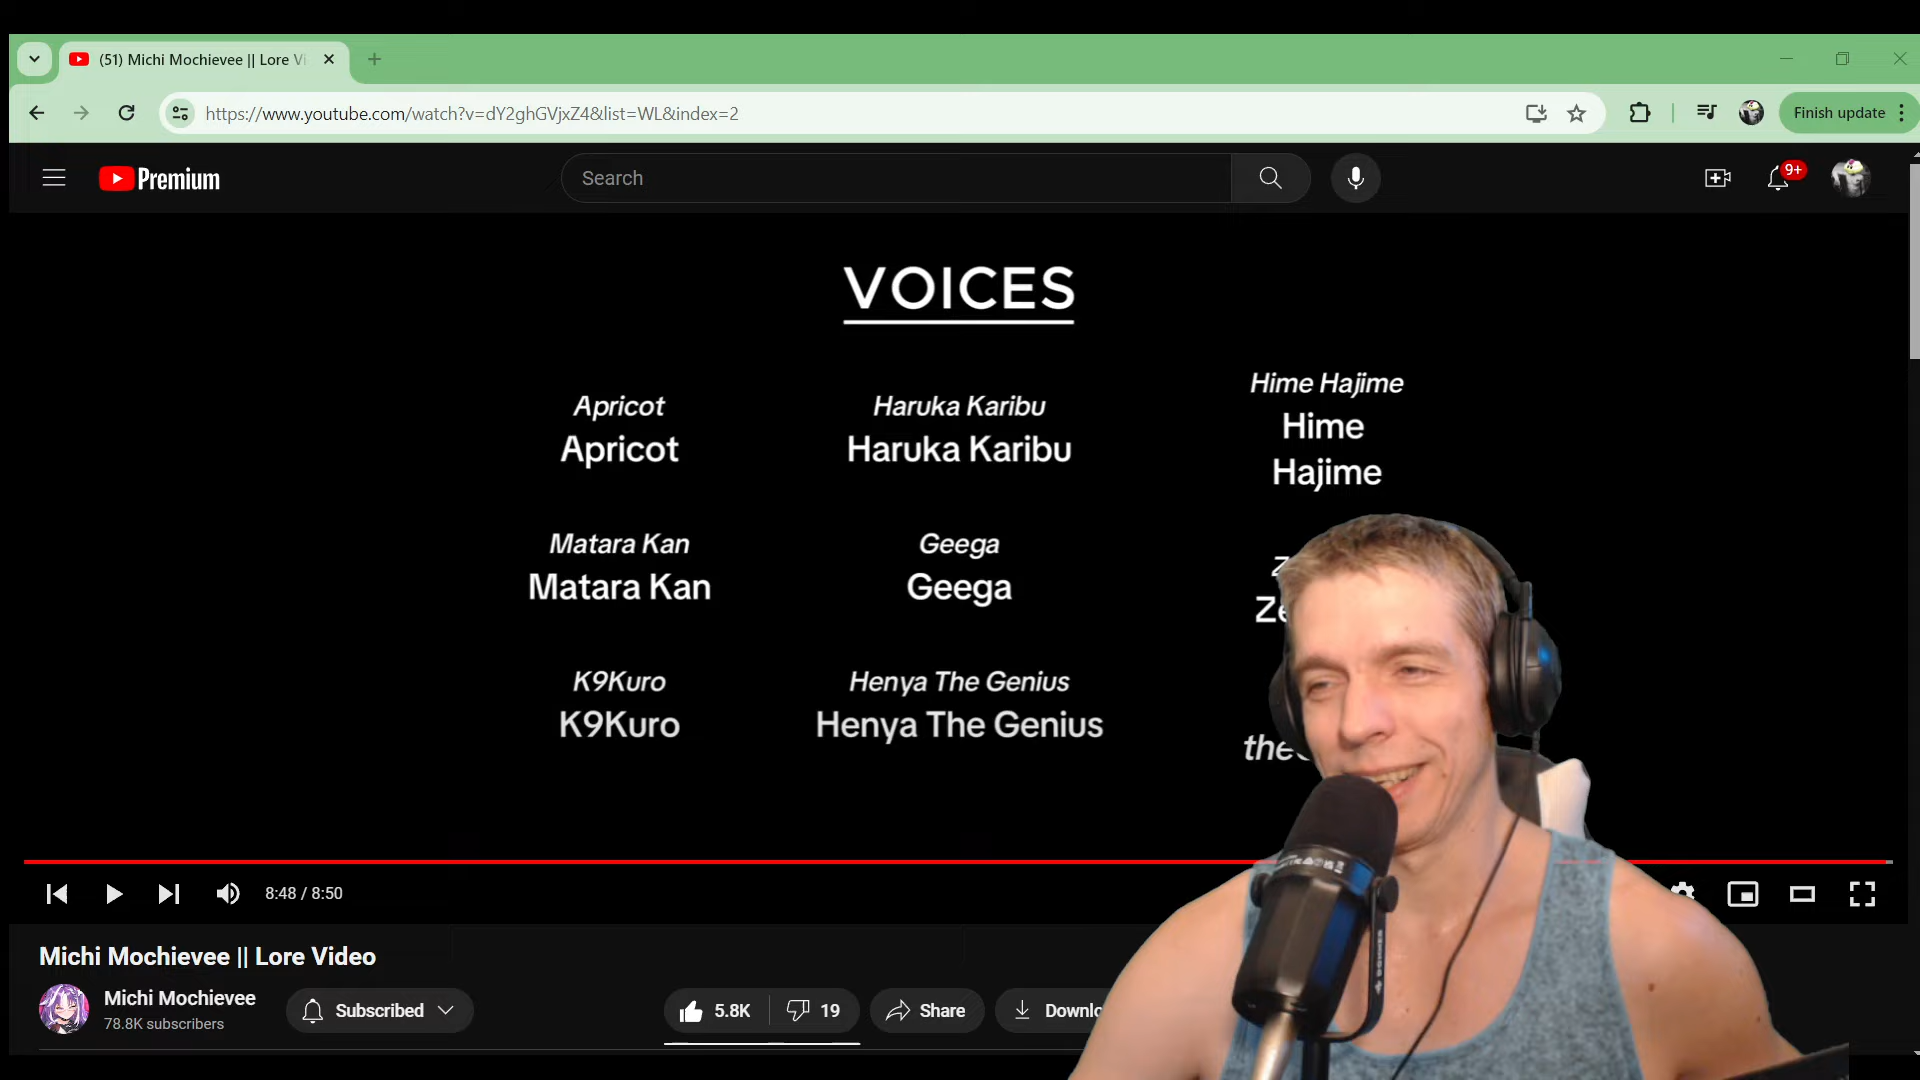 (51) Michi Mochievee || Lore Vi
https://www.youtube.com/watch?v=dY2ghGVjxZ4&list=WL&index=2
Finish update
Premium
Search
9+
VOICES
Apricot
Apricot
Haruka Karibu
Haruka Karibu
Hime Hajime
Hime
Hajime
Matara Kan
Matara Kan
Geega
Geega
K9Kuro
K9Kuro
Henya The Genius
Henya The Genius
8:48 / 8:50
Michi Mochievee || Lore Video
Michi Mochievee
78.8K subscribers
Subscribed
5.8K
19
Share
Downlo